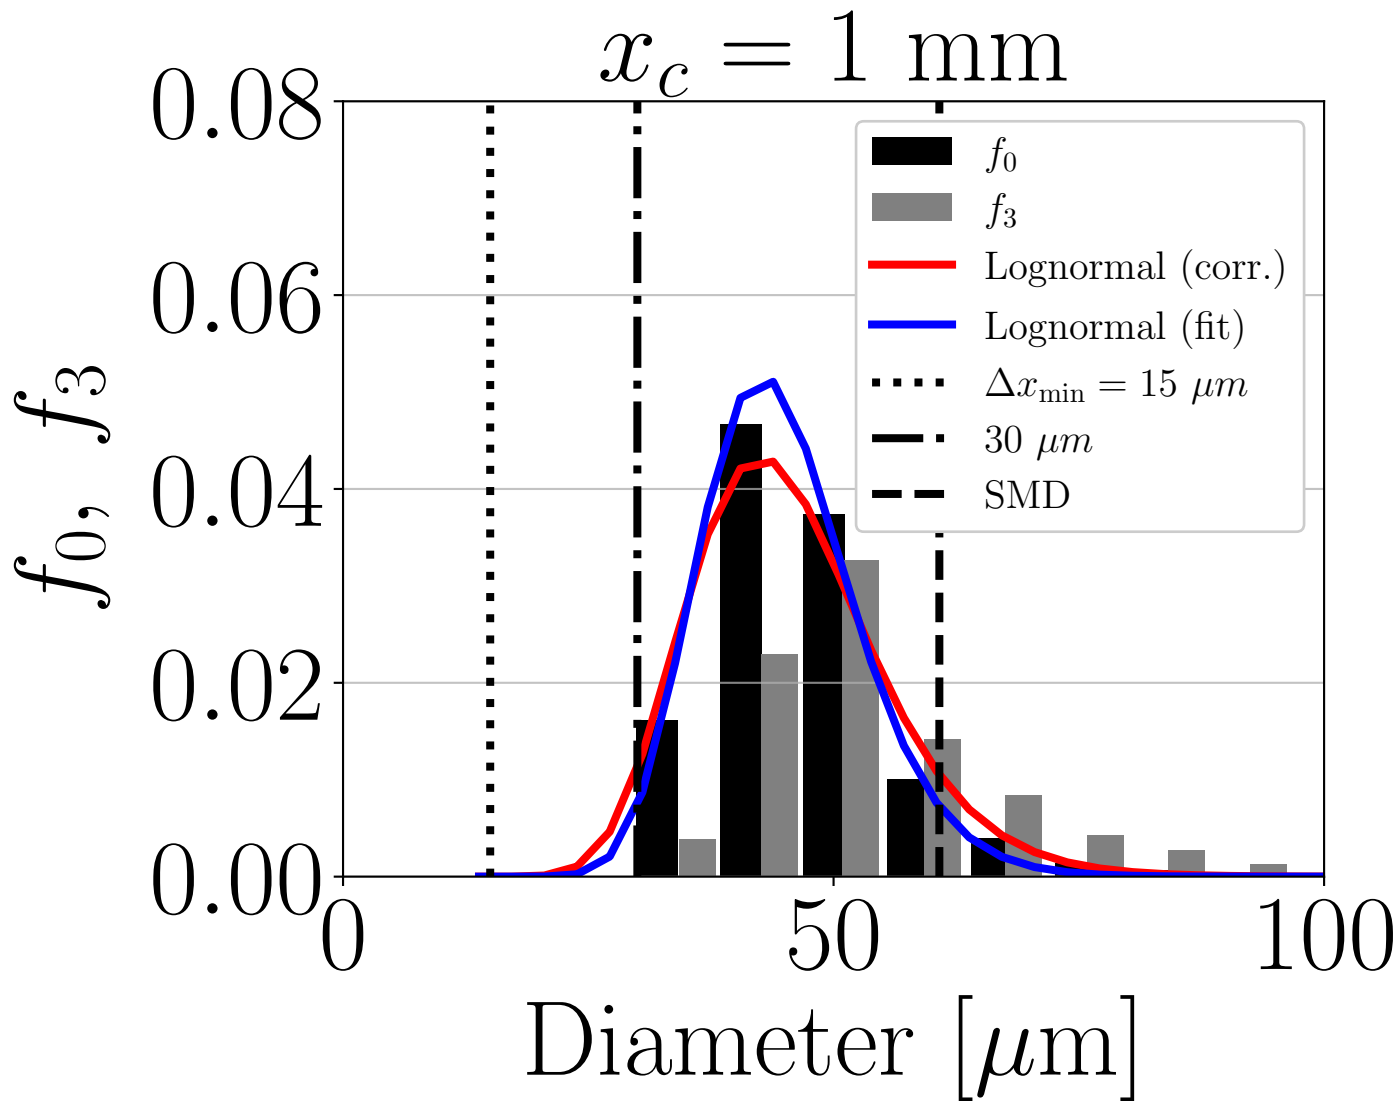 x_c = 1 mm
0.08
0.06
0.04
0.02
0.00
f_0, f_3
f_0
f_3
Lognormal (corr.)
Lognormal (fit)
Δx_min = 15 μm
30 μm
SMD
0
50
100
Diameter [μm]